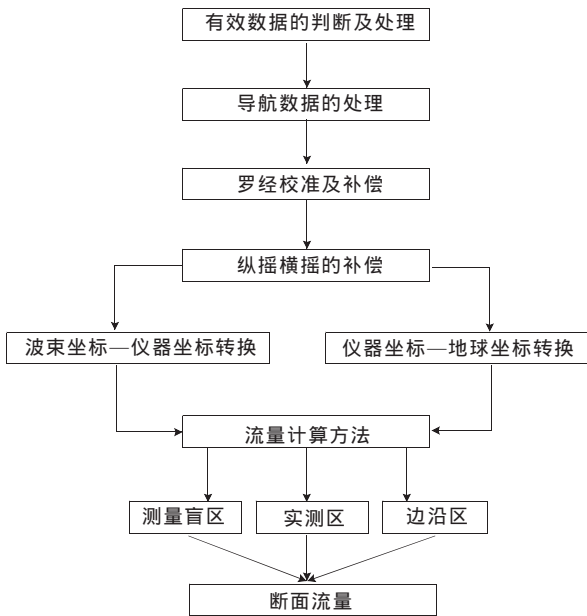 有效数据的判断及处理
导航数据的处理
罗经校准及补偿
纵摇横摇的补偿
波束坐标—仪器坐标转换
仪器坐标—地球坐标转换
流量计算方法
测量盲区
实测区
边沿区
断面流量